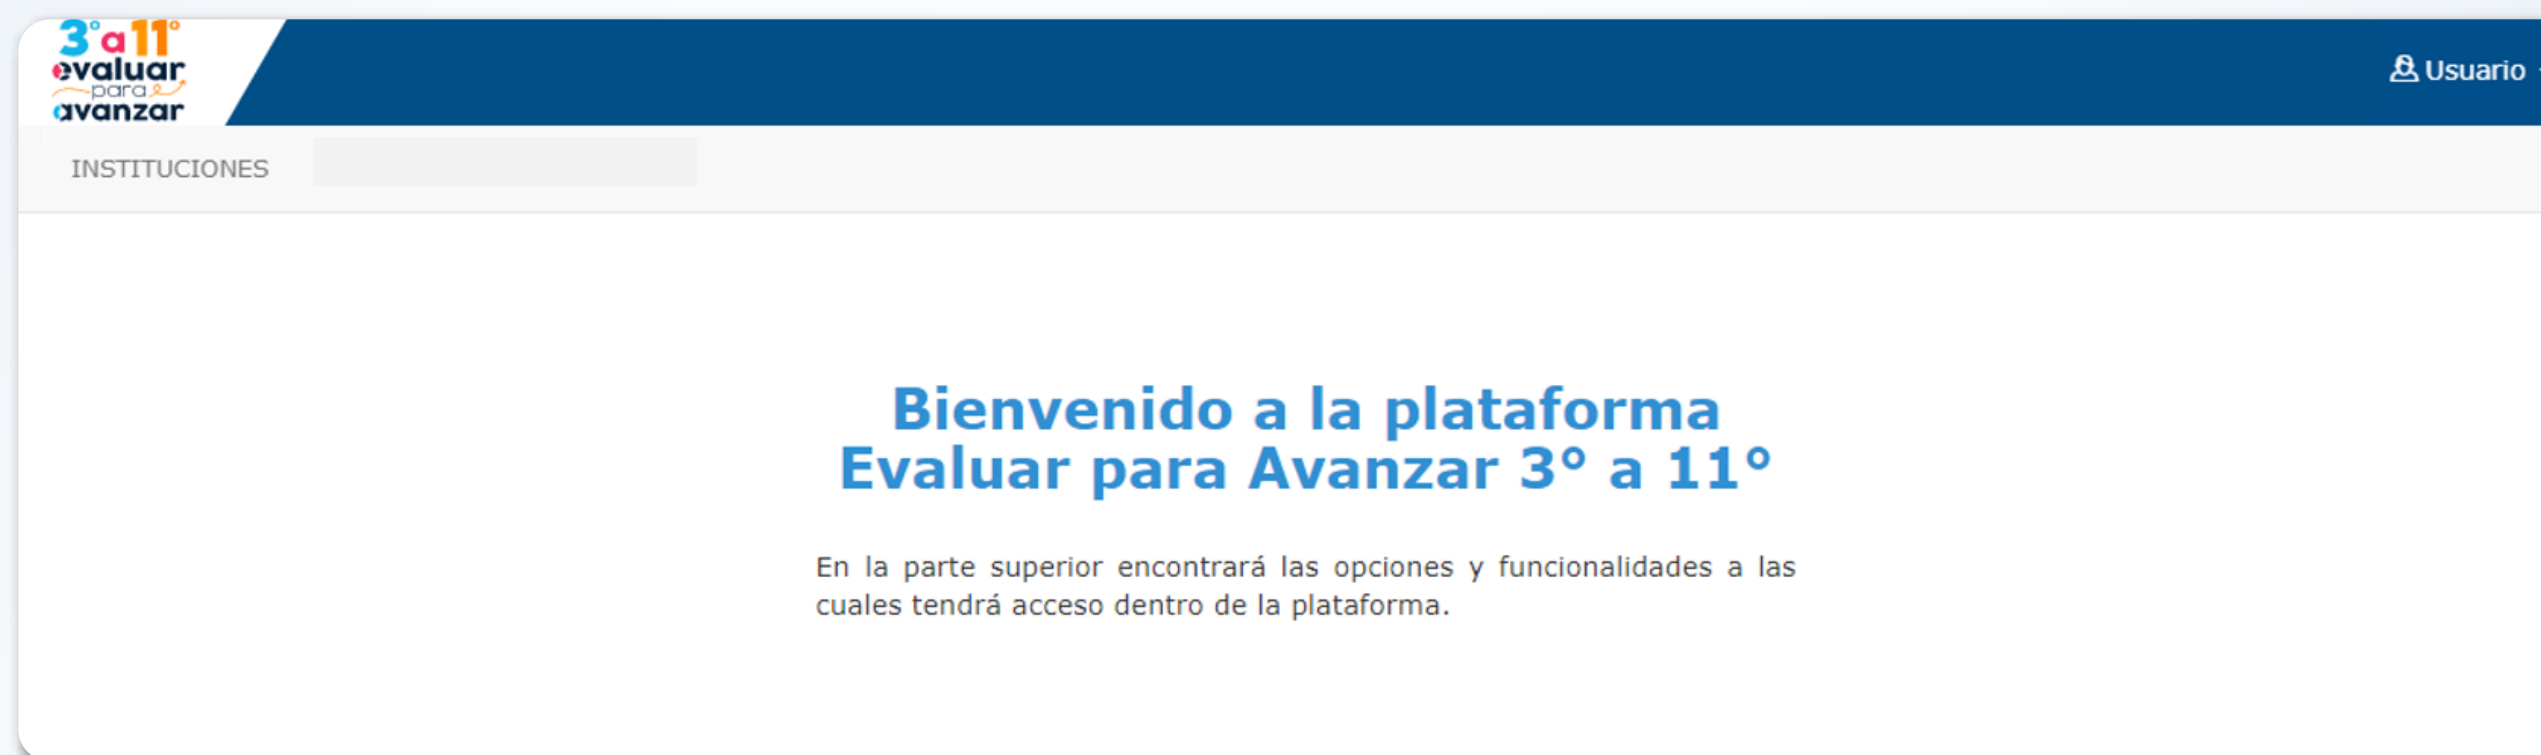 3° a 11°
evaluar
para
avanzar
Usuario
INSTITUCIONES
Bienvenido a la plataforma
Evaluar para Avanzar 3° a 11°
En la parte superior encontrará las opciones y funcionalidades a las
cuales tendrá acceso dentro de la plataforma.